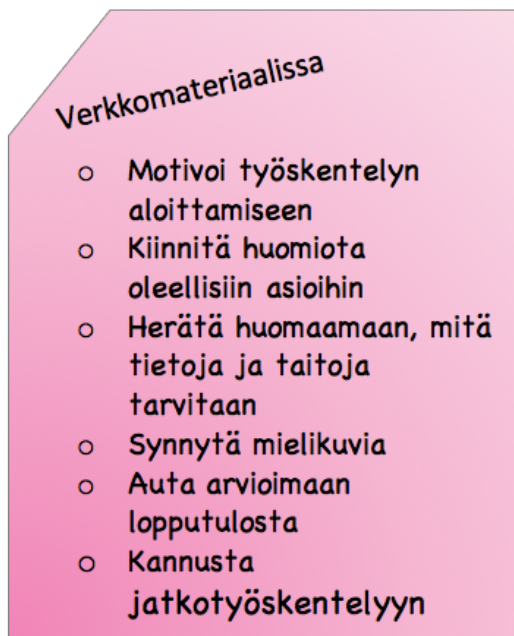 Verkkomateriaalissa
o Motivoi työskentelyn
aloittamiseen
o Kiinnitä huomiota
oleellisiin asioihin
o Herätä huomaamaan, mitä
tietoja ja taitoja
tarvitaan
o Synnytä mielikuvia
o Auta arvioimaan
lopputulosta
o Kannusta
jatkotyöskentelyyn